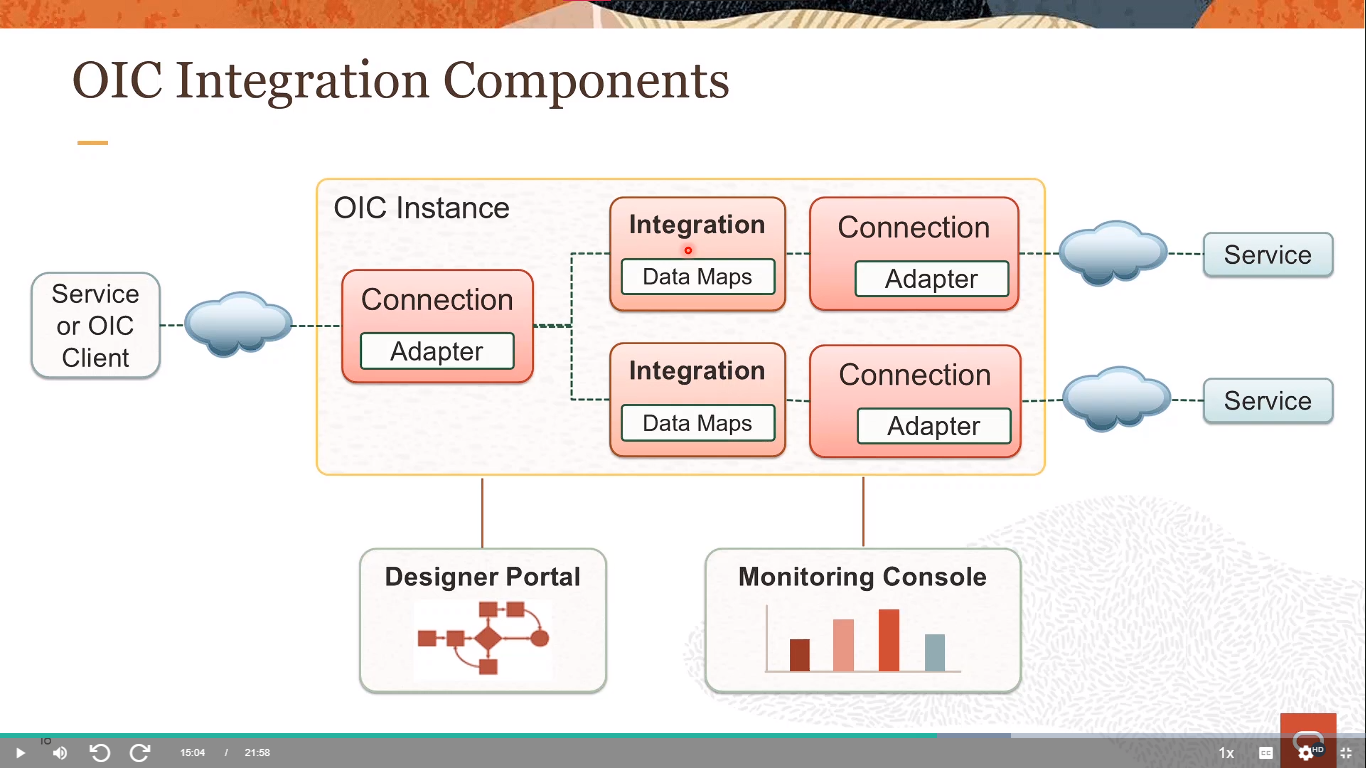 OIC Integration Components
OIC Instance
Service
or OIC
Client
Connection
Adapter
Integration
Data Maps
Connection
Adapter
Service
Integration
Data Maps
Connection
Adapter
Service
Designer Portal
Monitoring Console
15:04 / 21:58
1x
CC
HD